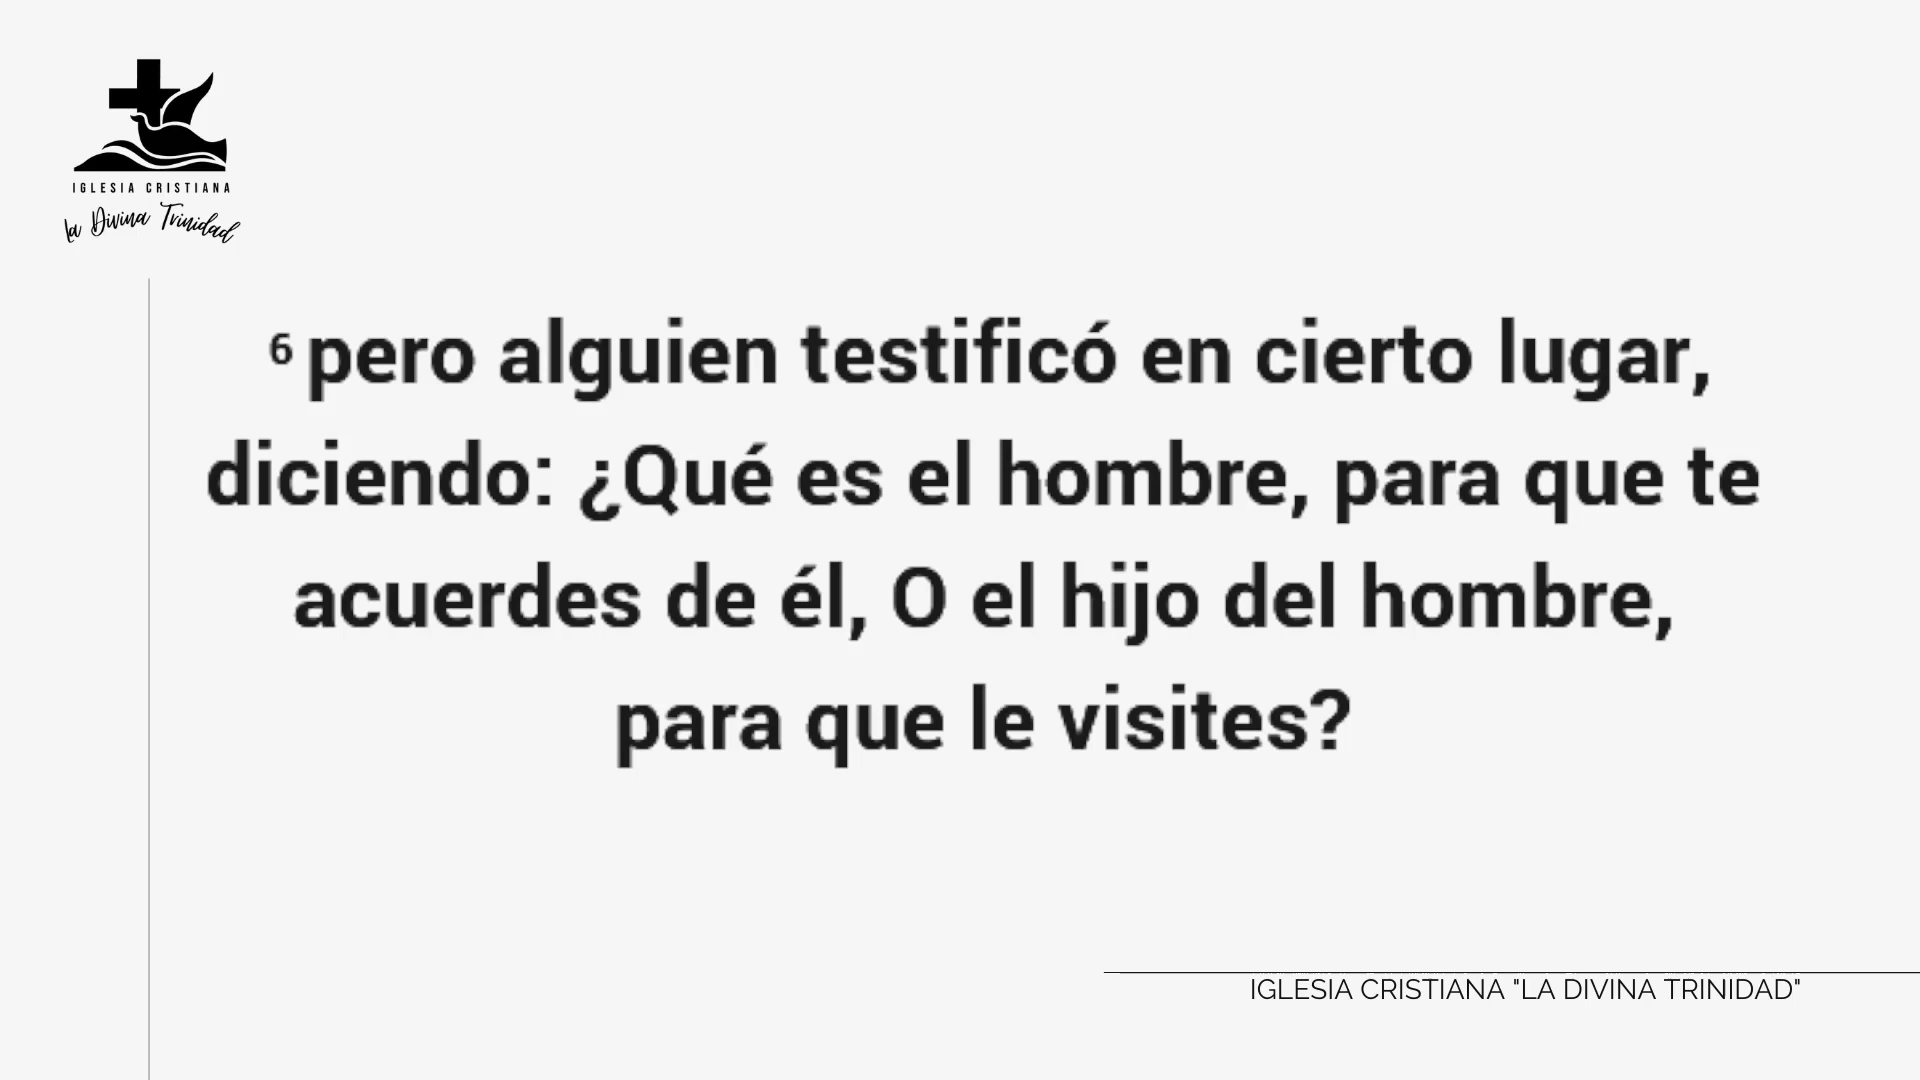 IGLESIA CRISTIANA
La Divina Trinidad
6 pero alguien testificó en cierto lugar,
diciendo: ¿Qué es el hombre, para que te
acuerdes de él, O el hijo del hombre,
para que le visites?
IGLESIA CRISTIANA "LA DIVINA TRINIDAD"